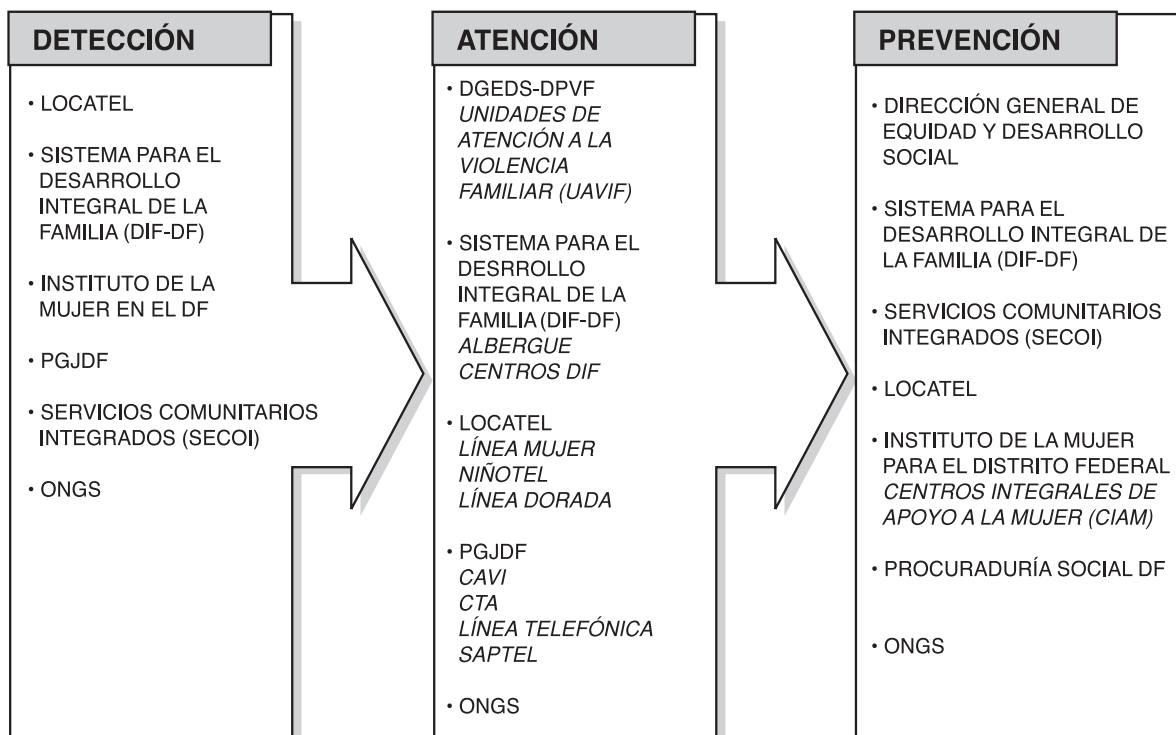 DETECCIÓN
• LOCATEL
• SISTEMA PARA EL
DESARROLLO
INTEGRAL DE LA
FAMILIA (DIF-DF)
• INSTITUTO DE LA
MUJER EN EL DF
• PGJDF
• SERVICIOS COMUNITARIOS
INTEGRADOS (SECOI)
• ONGS
ATENCIÓN
• DGEDS-DPVF
UNIDADES DE
ATENCIÓN A LA
VIOLENCIA
FAMILIAR (UAVIF)
• SISTEMA PARA EL
DESRROLLO
INTEGRAL DE LA
FAMILIA (DIF-DF)
ALBERGUE
CENTROS DIF
• LOCATEL
LÍNEA MUJER
NIÑOTEL
LÍNEA DORADA
• PGJDF
CAVI
CTA
LÍNEA TELEFÓNICA
SAPTEL
• ONGS
PREVENCIÓN
• DIRECCIÓN GENERAL DE
EQUIDAD Y DESARROLLO
SOCIAL
• SISTEMA PARA EL
DESARROLLO INTEGRAL DE
LA FAMILIA (DIF-DF)
• SERVICIOS COMUNITARIOS
INTEGRADOS (SECOI)
• LOCATEL
• INSTITUTO DE LA MUJER
PARA EL DISTRITO FEDERAL
CENTROS INTEGRALES DE
APOYO A LA MUJER (CIAM)
• PROCURADURÍA SOCIAL DF
• ONGS